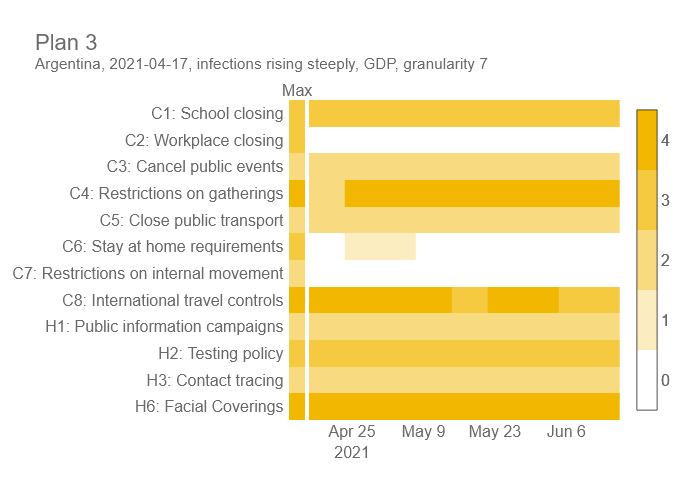 Plan 3
Argentina, 2021-04-17, infections rising steeply, GDP, granularity 7
Max
C1: School closing
C2: Workplace closing
C3: Cancel public events
C4: Restrictions on gatherings
C5: Close public transport
C6: Stay at home requirements
C7: Restrictions on internal movement
C8: International travel controls
H1: Public information campaigns
H2: Testing policy
H3: Contact tracing
H6: Facial Coverings
4
3
2
1
0
Apr 25 May 9 May 23 Jun 6
2021